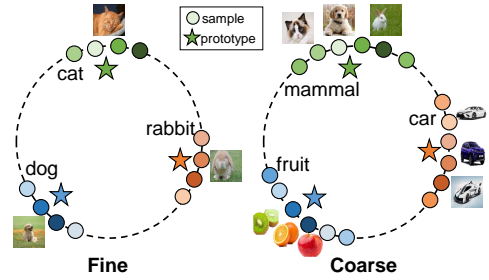 sample
prototype
cat
rabbit
dog
Fine
mammal
car
fruit
Coarse